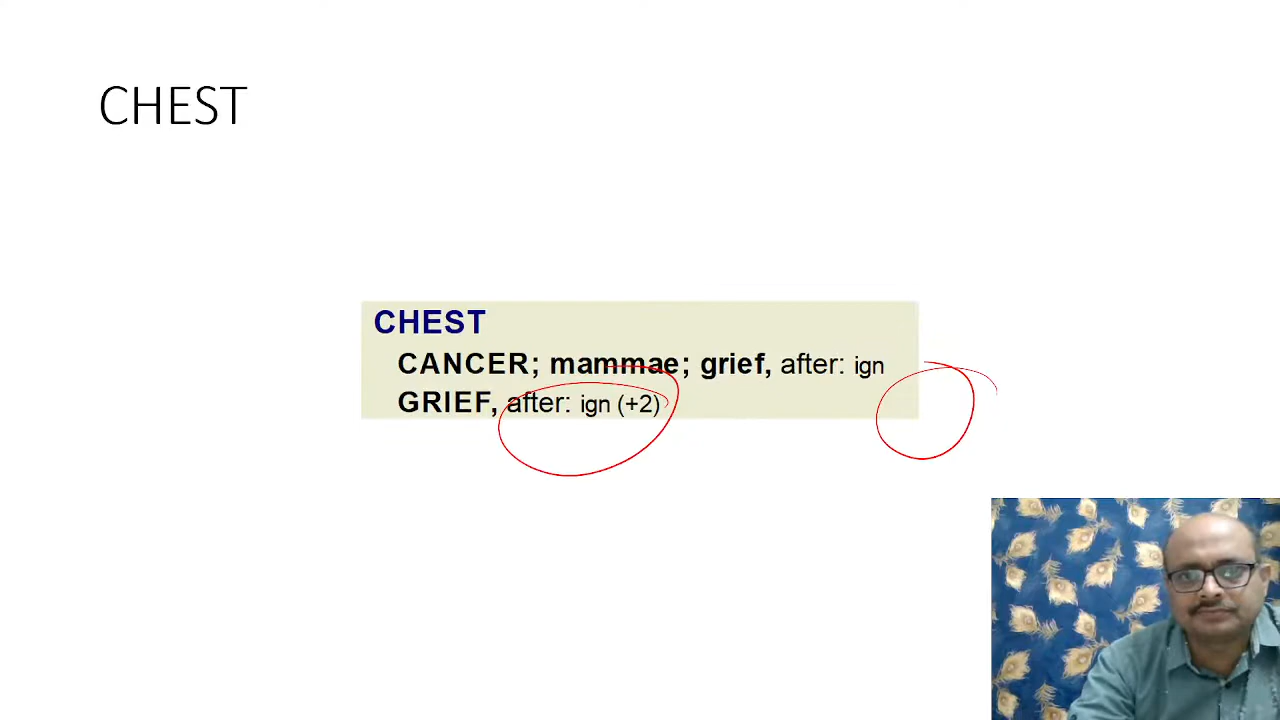 CHEST
CHEST
CANCER; mammae; grief, after: ign
GRIEF, after: ign (+2)